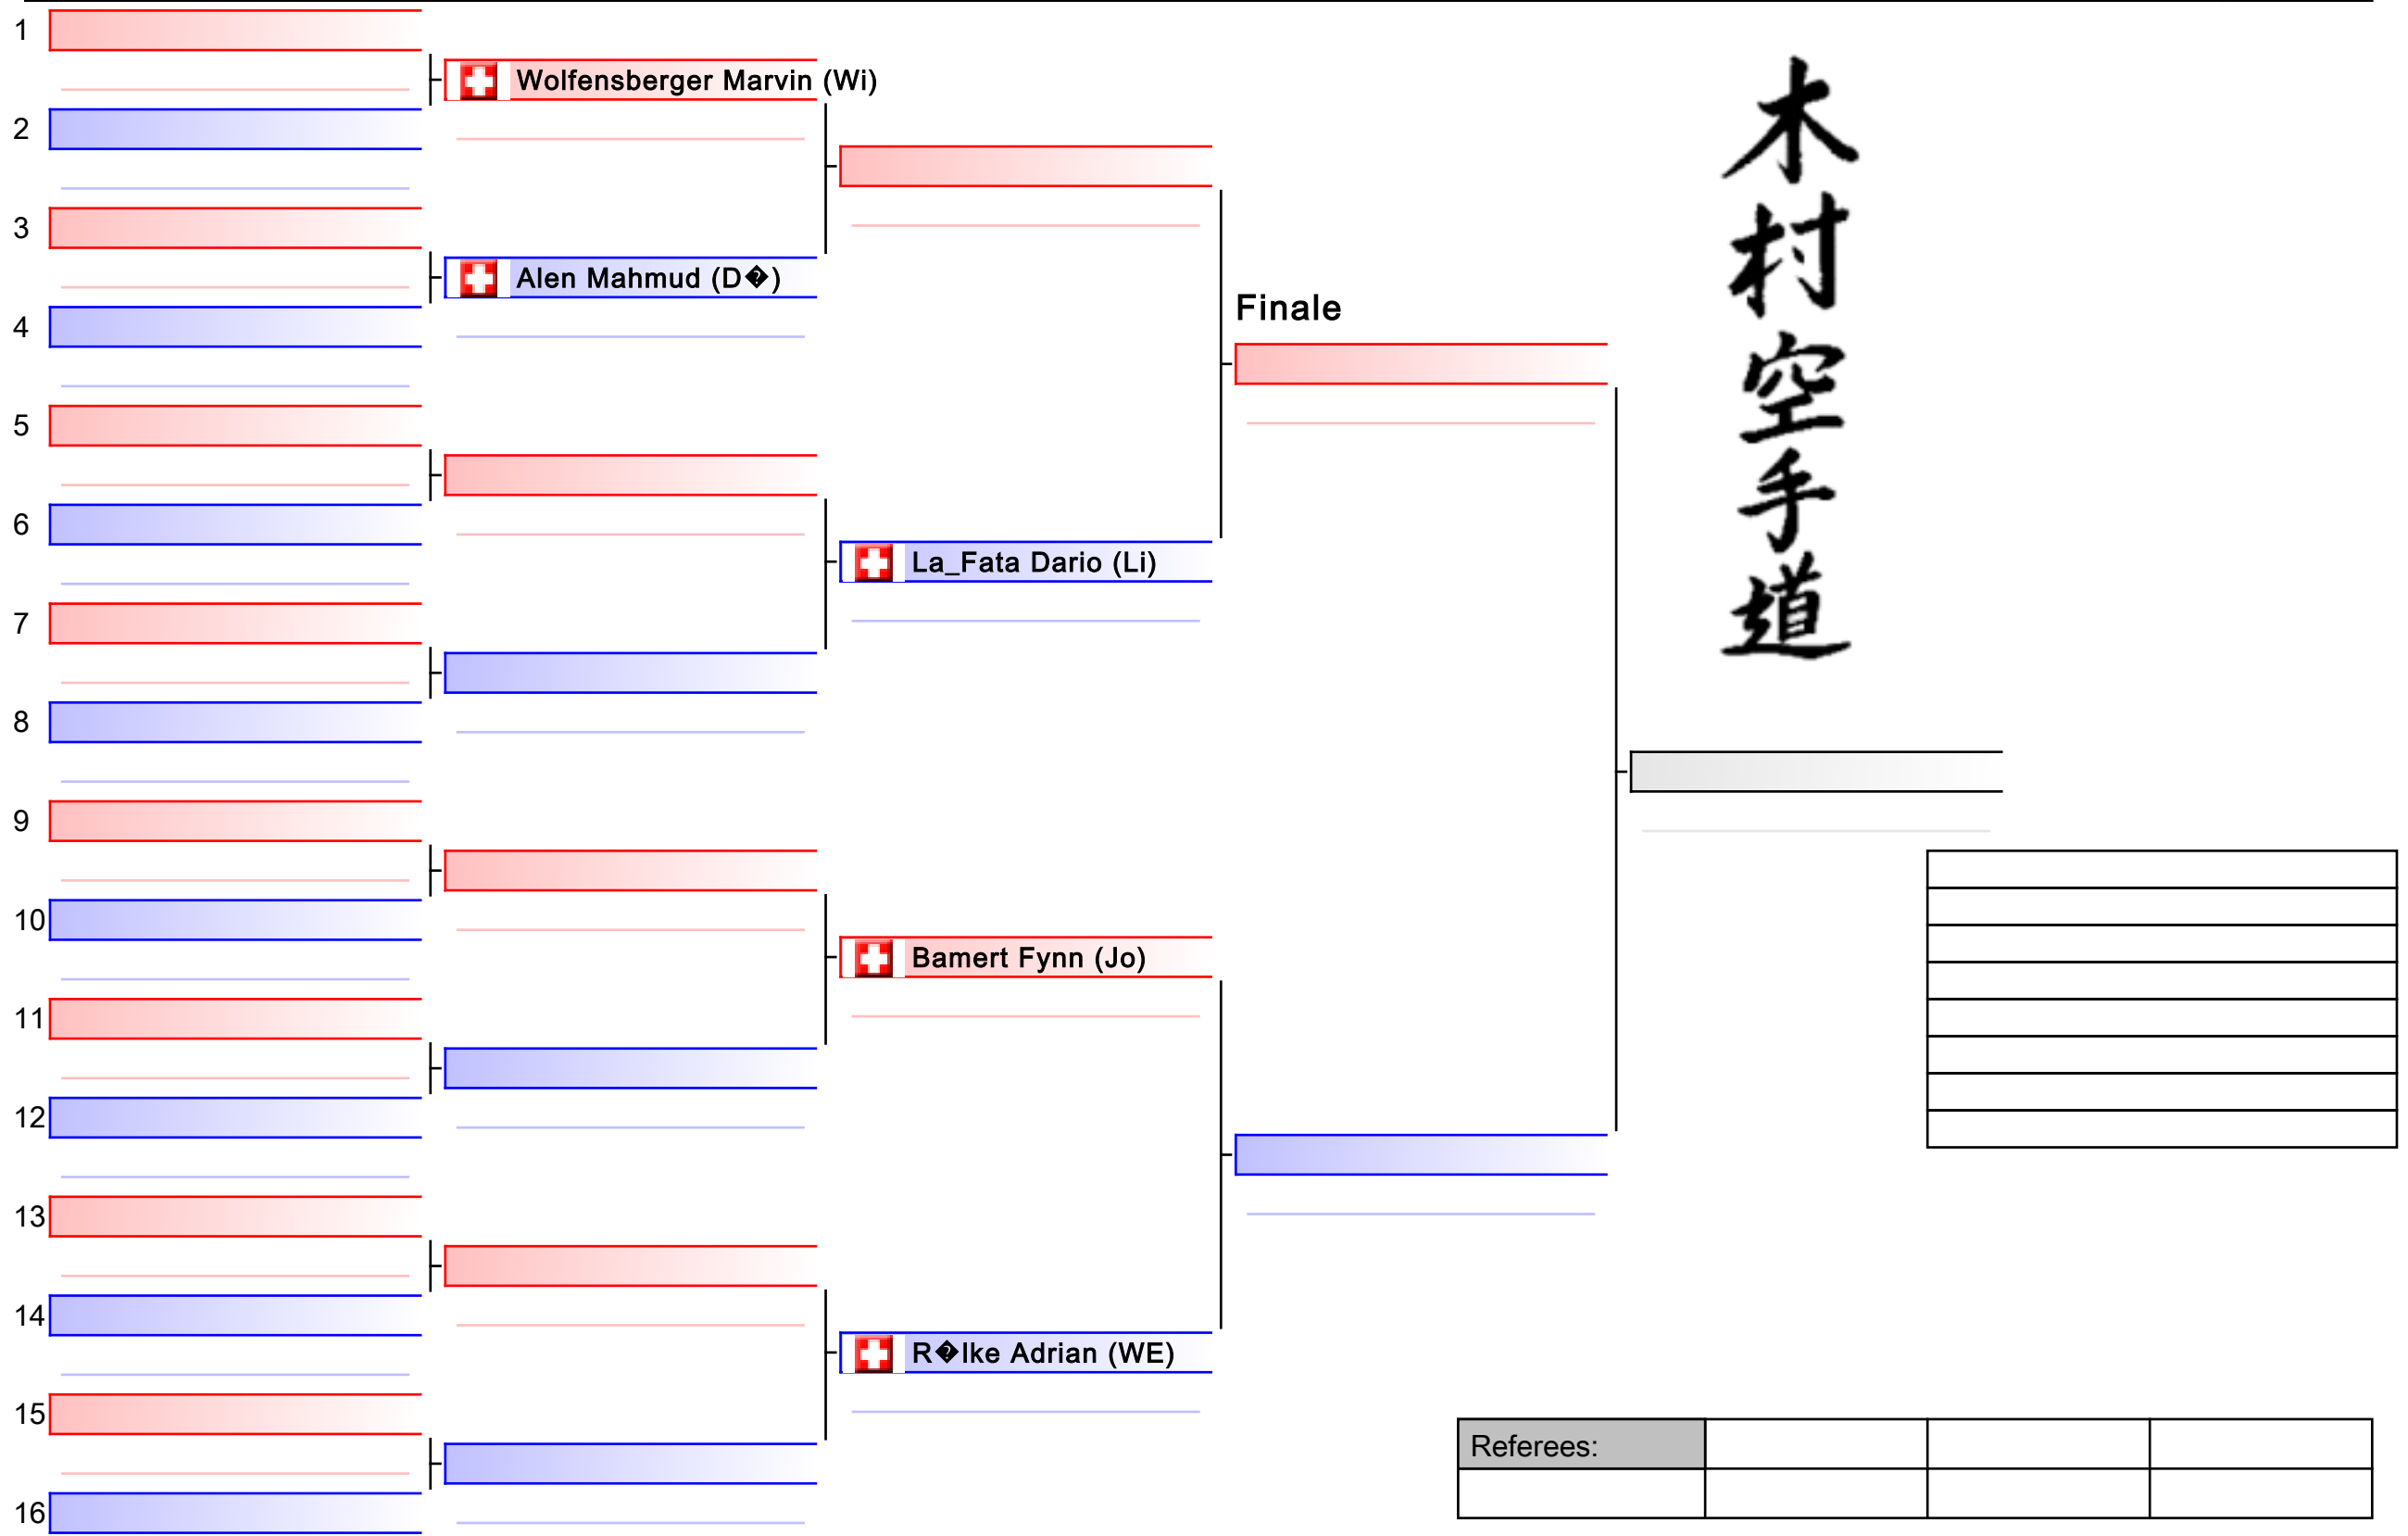 1
Wolfensberger Marvin (Wi)
2
3
Alen Mahmud (D�)
4
Finale
5
6
La_Fata Dario (Li)
7
8
9
10
Bamert Fynn (Jo)
11
12
13
14
R�lke Adrian (WE)
15
16
Referees:
木村空手道